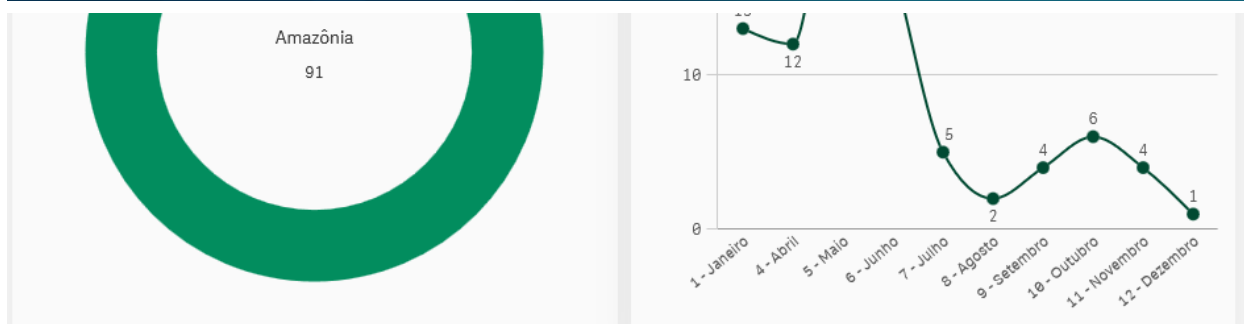 Amazônia
91
12
10
5
2
4
6
4
1
0
1 - Janeiro
4 - Abril
5 - Maio
6 - Junho
7 - Julho
8 - Agosto
9 - Setembro
10 - Outubro
11 - Novembro
12 - Dezembro